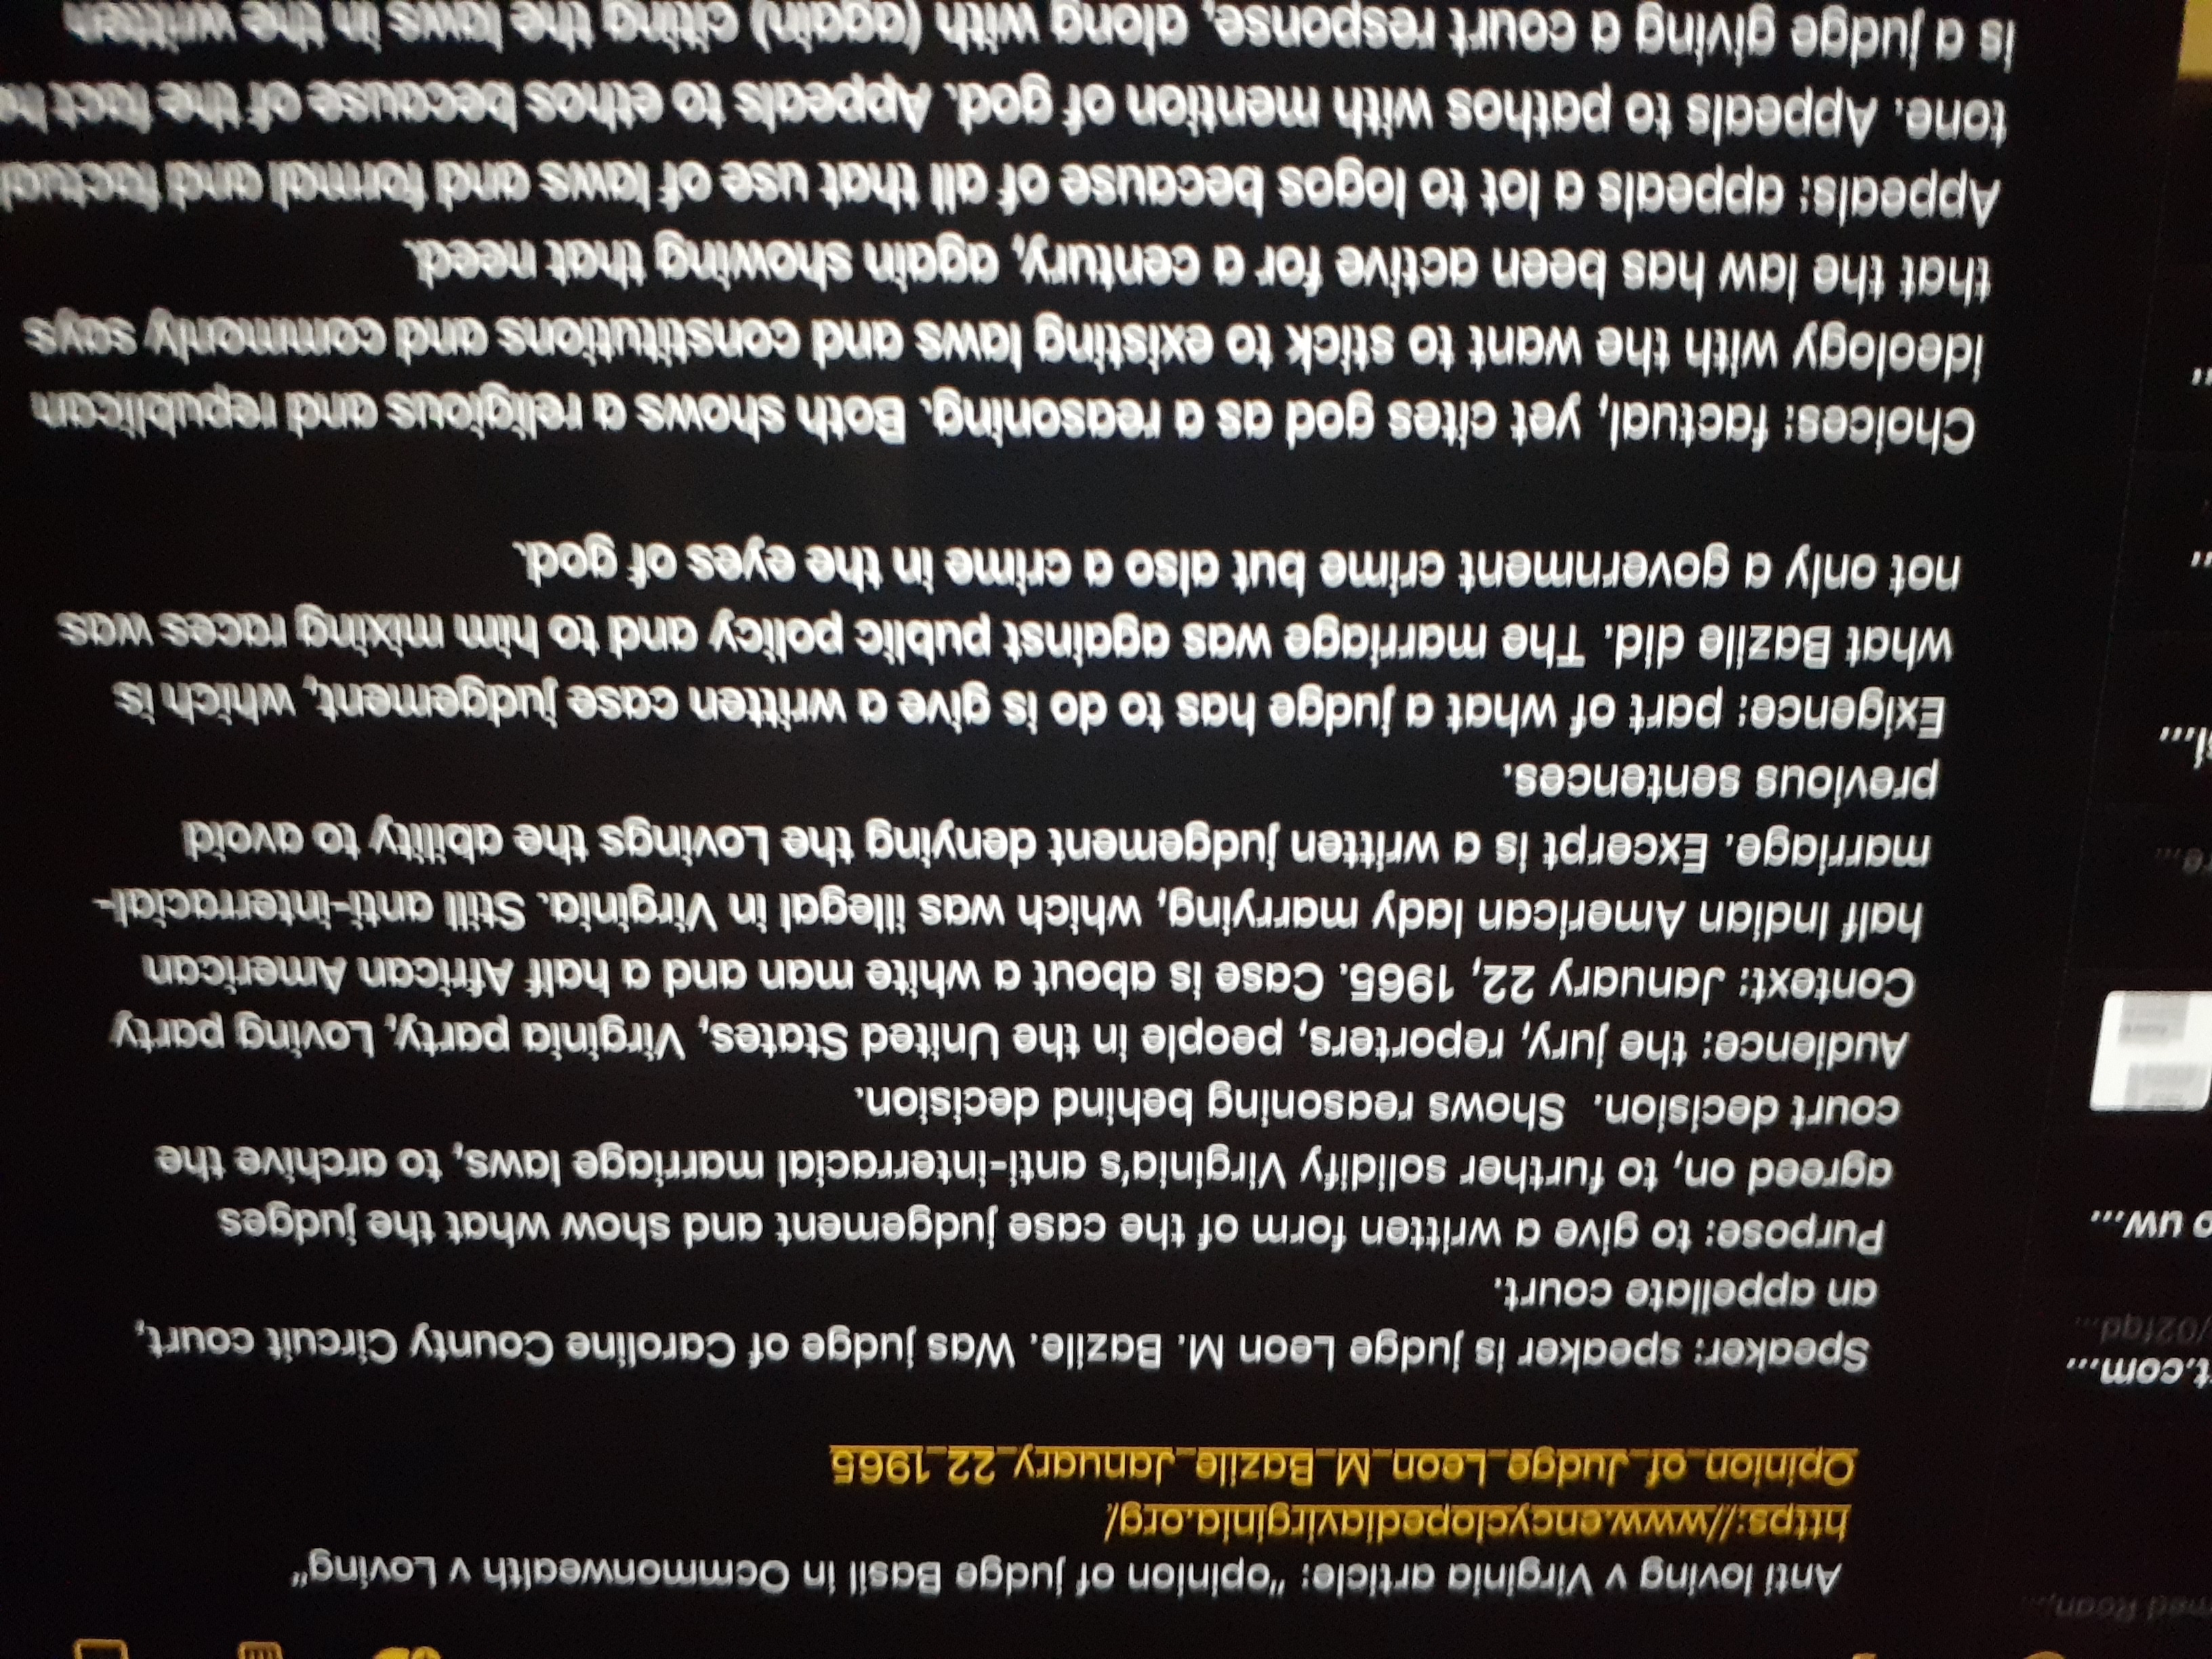 med Roan,...
Anti loving v Virginia article: "opinion of judge Basil in Ocmmonwealth v Loving"
https://www.encyclopediavirginia.org/
Opinion_of_Judge_Leon_M_Bazile_January_22_1965
t.com...
/02fqd...
Speaker: speaker is judge Leon M. Bazile. Was judge of Caroline County Circuit court,
an appellate court.
o uw...
Purpose: to give a written form of the case judgement and show what the judges
agreed on, to further solidify Virginia's anti-interracial marriage laws, to archive the
court decision.  Shows reasoning behind decision.
Audience: the jury, reporters, people in the United States, Virginia party, Loving party
Context: January 22, 1965. Case is about a white man and a half African American
half Indian American lady marrying, which was illegal in Virginia. Still anti-interracial-
re...
marriage. Excerpt is a written judgement denying the Lovings the ability to avoid
previous sentences.
Exigence: part of what a judge has to do is give a written case judgement, which is
what Bazile did. The marriage was against public policy and to him mixing races was
not only a government crime but also a crime in the eyes of god.
Choices: factual, yet cites god as a reasoning. Both shows a religious and republican
ideology with the want to stick to existing laws and constitutions and commonly says
that the law has been active for a century, again showing that need.
Appeals: appeals a lot to logos because of all that use of laws and formal and factual
tone. Appeals to pathos with mention of god. Appeals to ethos because of the fact
is a judge giving a court response, along with (again) citing the laws in the written